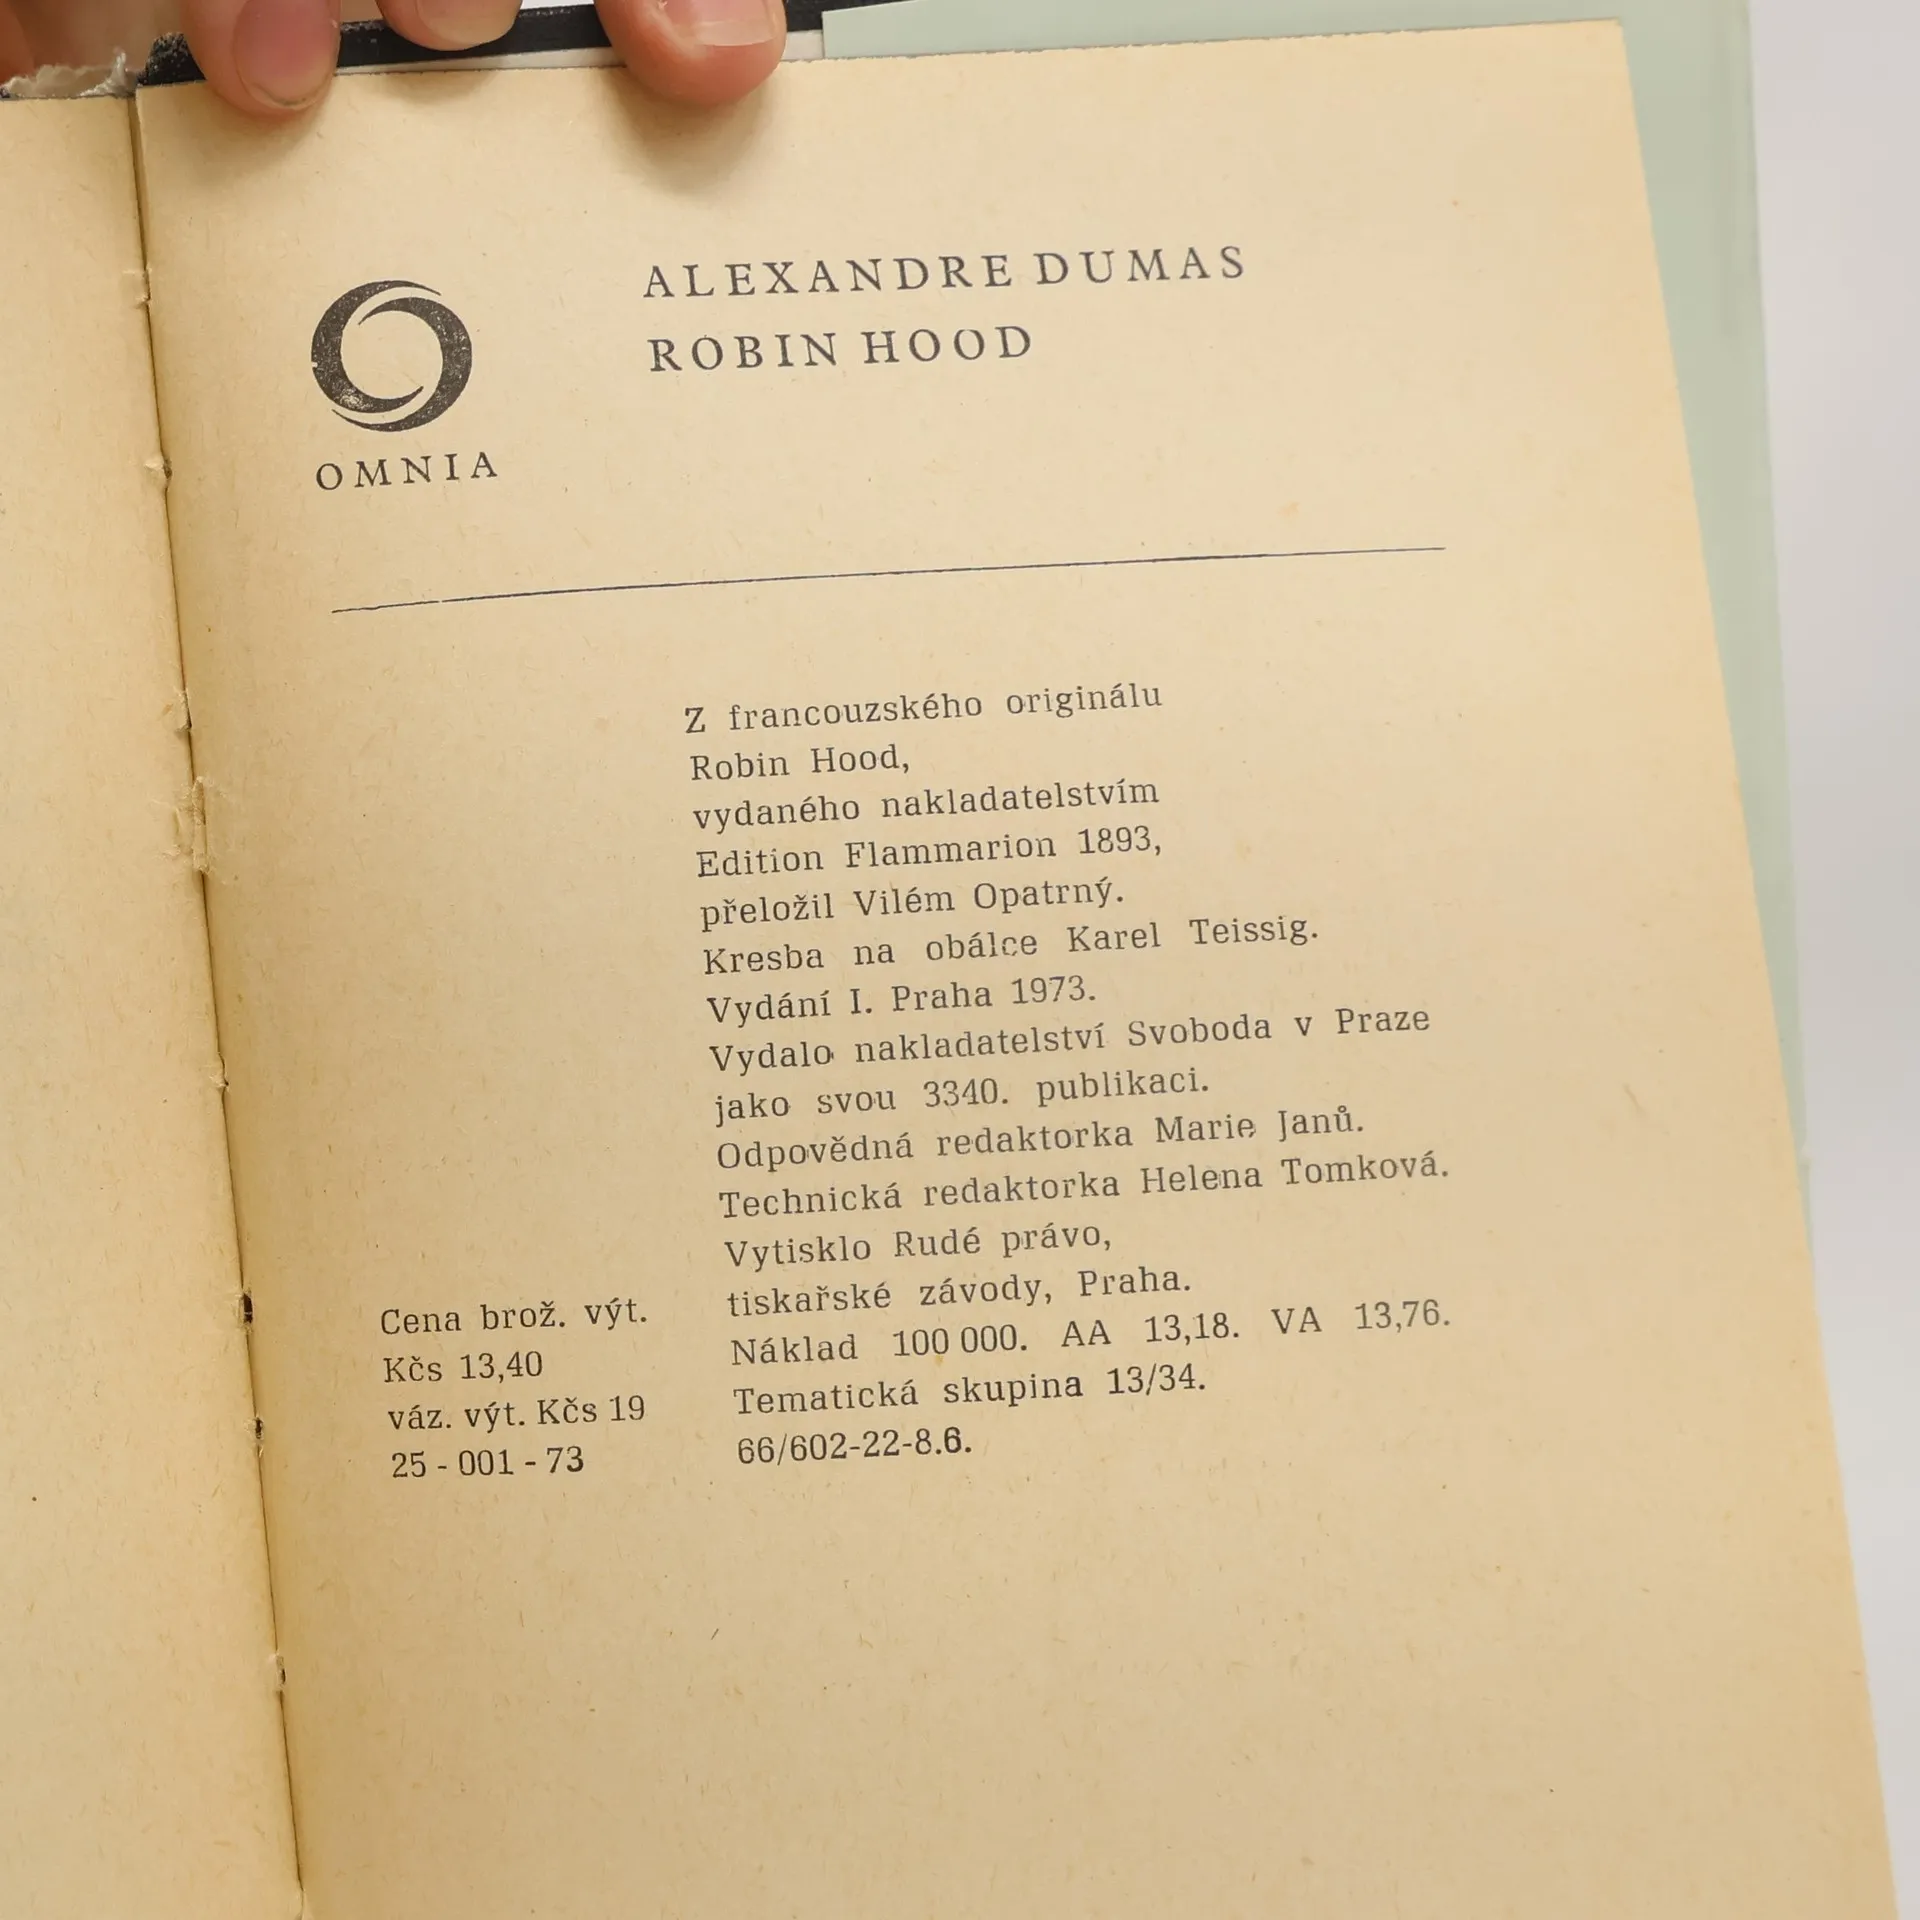 ALEXANDRE DUMAS
ROBIN HOOD
OMNIA
Z francouzského originálu
Robin Hood,
vydaného nakladatelstvím
Edition Flammarion 1893,
přeložil Vilém Opatrný.
Kresba na obálce Karel Teissig.
Vydání I. Praha 1973.
Vydalo nakladatelství Svoboda v Praze
jako svou 3340. publikaci.
Odpovědná redaktorka Marie Janů.
Technická redaktorka Helena Tomková.
Vytisklo Rudé právo,
tiskařské závody, Praha.
Náklad 100 000. AA 13,18. VA 13,76.
Tematická skupina 13/34.
66/602-22-8.6.
Cena brož. výt.
Kčs 13,40
váz. výt. Kčs 19
25 - 001 - 73